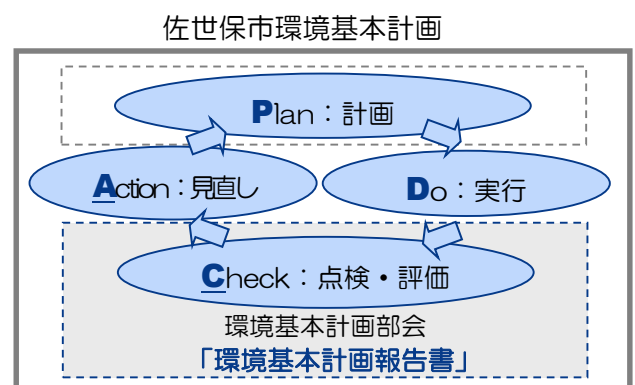 佐世保市環境基本計画
Plan：計画
Action：見直し
Do：実行
Check：点検・評価
環境基本計画部会
「環境基本計画報告書」